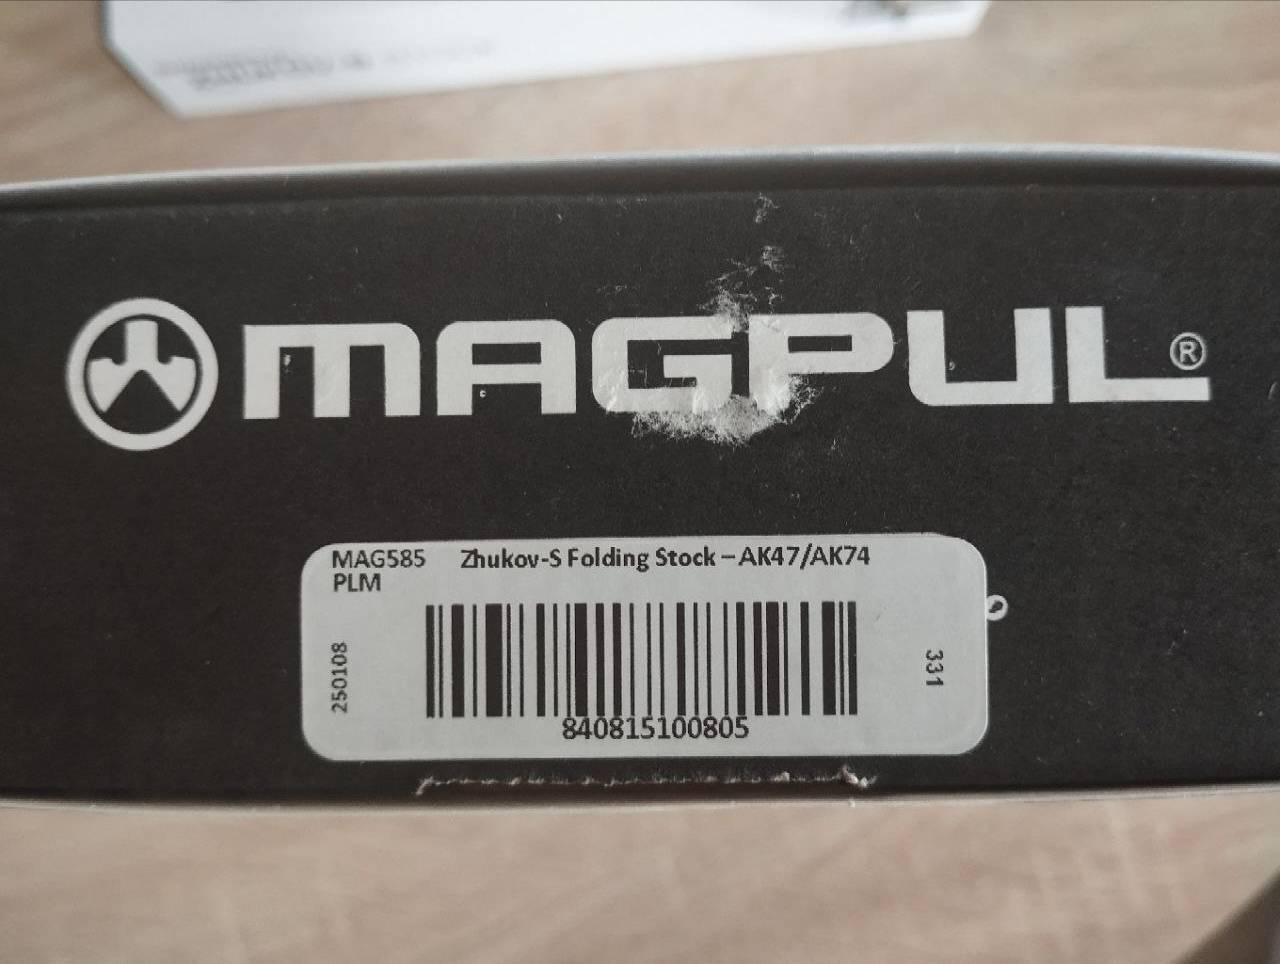 MAGPUL®
MAG585 Zhukov-S Folding Stock – AK47/AK74
PLM
250108
331
840815100805